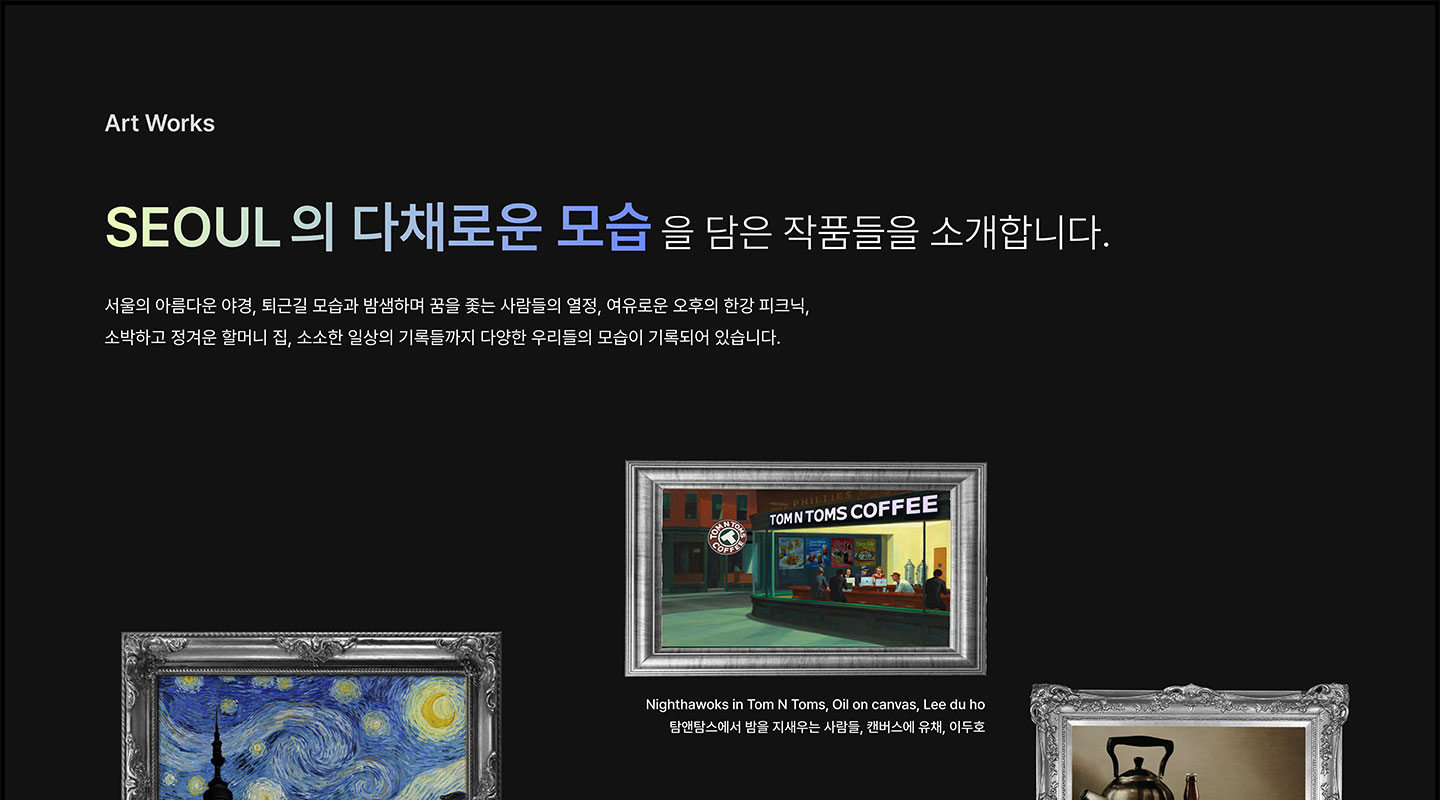 Art Works
SEOUL의 다채로운 모습을 담은 작품들을 소개합니다.
서울의 아름다운 야경, 퇴근길 모습과 밤샘하며 꿈을 좇는 사람들의 열정, 여유로운 오후의 한강 피크닉,
소박하고 정겨운 할머니 집, 소소한 일상의 기록들까지 다양한 우리들의 모습이 기록되어 있습니다.
PHILLIES
TOM N TOMS COFFEE
TOM N TOMS COFFEE
Nighthawoks in Tom N Toms, Oil on canvas, Lee du ho
탐앤탐스에서 밤을 지새우는 사람들, 캔버스에 유채, 이두호